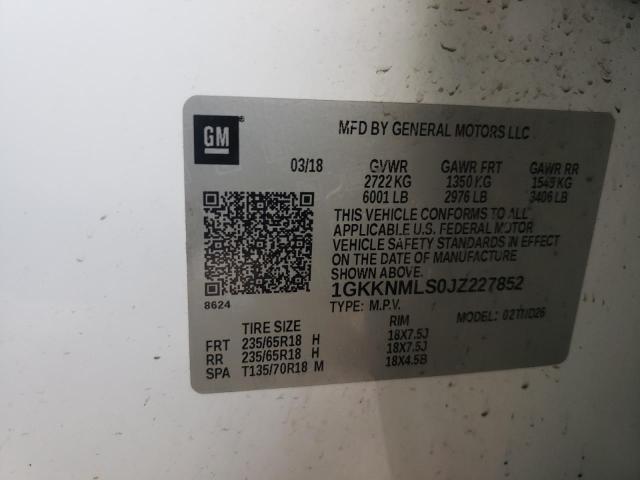 GM
MFD BY GENERAL MOTORS LLC
03/18 GVWR GAWR FRT GAWR RR
2722 KG 1350 KG 1545 KG
6001 LB 2976 LB 3406 LB
THIS VEHICLE CONFORMS TO ALL
APPLICABLE U.S. FEDERAL MOTOR
VEHICLE SAFETY STANDARDS IN EFFECT
ON THE DATE OF MANUFACTURE
SHOWN ABOVE.
1GKKNMLS0JZ227852
8624
TYPE: M.P.V. MODEL:
TIRE SIZE RIM
FRT 235/65R18 H 18X7.5J
RR 235/65R18 H 18X7.5J
SPA T135/70R18 M 18X4.5B